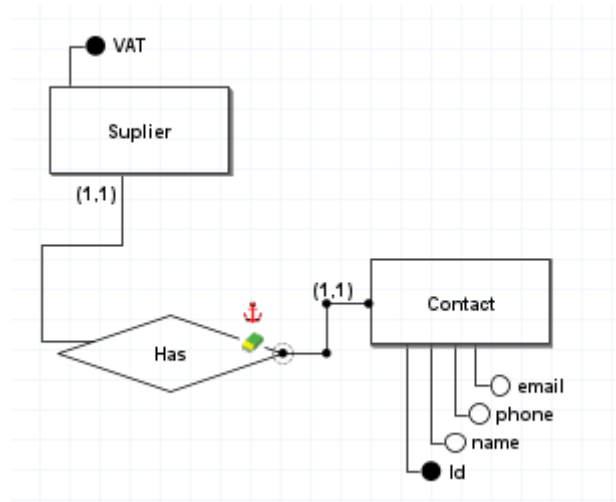 VAT
Suplier
(1,1)
(1,1)
Contact
Has
email
phone
name
Id